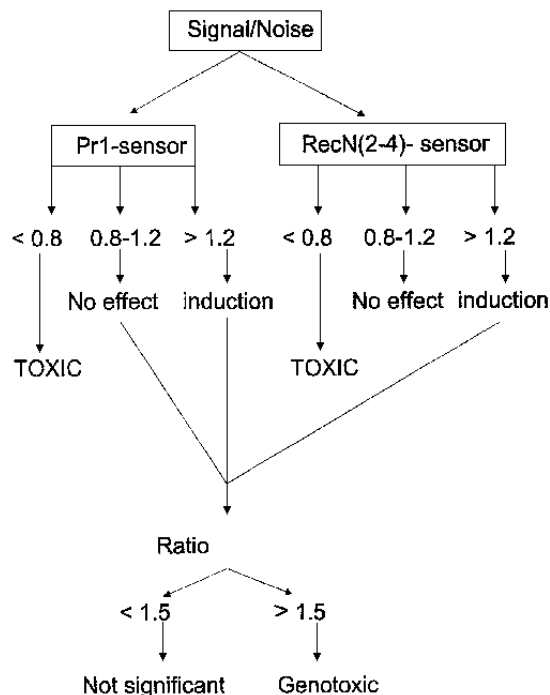 Signal/Noise
Pr1-sensor
RecN(2-4)- sensor
< 0.8 0.8-1.2 > 1.2
< 0.8 0.8-1.2 > 1.2
No effect induction
No effect induction
TOXIC
TOXIC
Ratio
< 1.5 > 1.5
Not significant Genotoxic